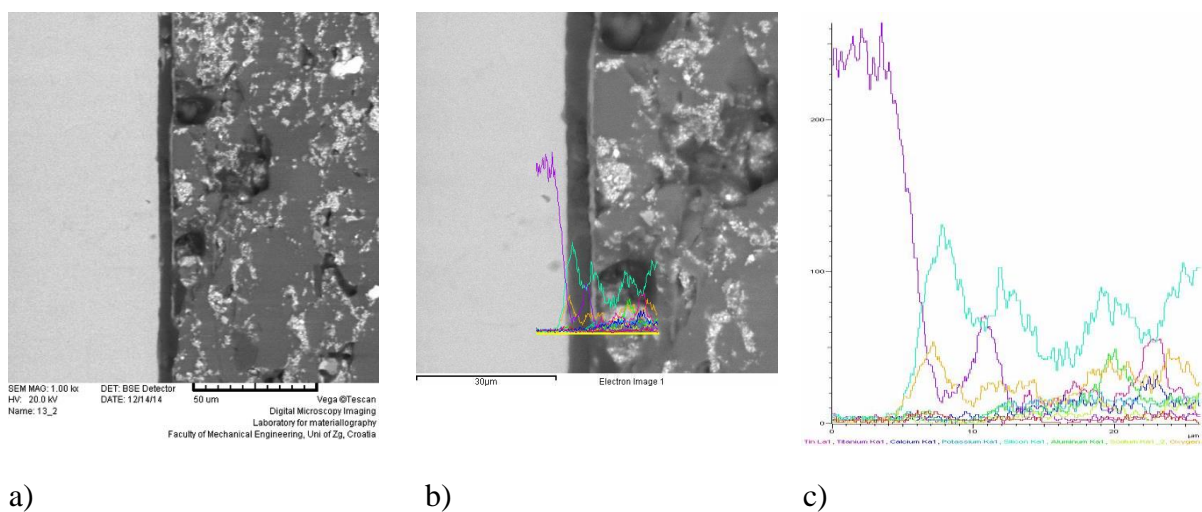 SEM MAG: 1.00 kx DET: BSE Detector
HV: 20.0 kV DATE: 12/14/14 50 um Vega ©Tescan
Name: 13_2 Digital Microscopy Imaging
Laboratory for materiallography
Faculty of Mechanical Engineering, Uni of Zg, Croatia
30µm Electron Image 1
200
100
0
0 10 20 µm
Tin La1, Titanium Ka1, Calcium Ka1, Potassium Ka1, Silicon Ka1, Aluminum Ka1, Sodium Ka1_2, Oxygen
a) b) c)